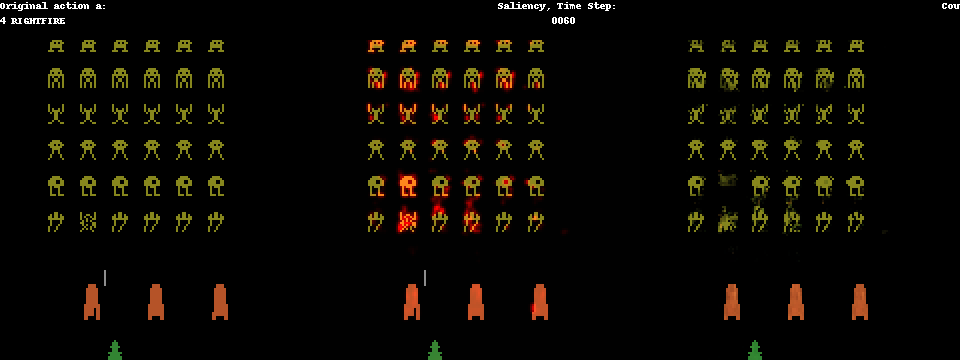 Original action a:
4 RIGHTFIRE
Saliency, Time Step:
0060
Cou